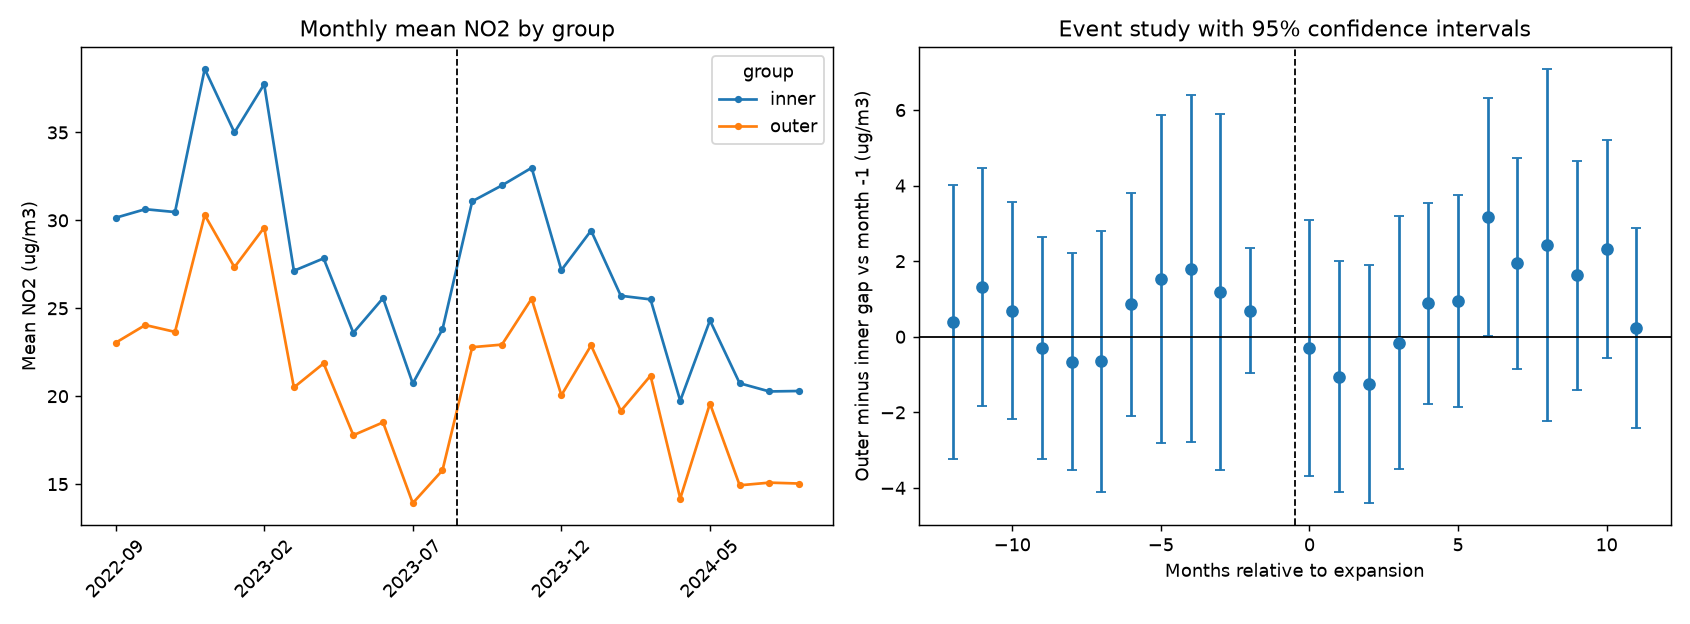 Monthly mean NO2 by group
Mean NO2 (ug/m3)
35
30
25
20
15
group
inner
outer
2022-09
2023-02
2023-07
2023-12
2024-05
Event study with 95% confidence intervals
Outer minus inner gap vs month -1 (ug/m3)
6
4
2
0
−2
−4
−10
−5
0
5
10
Months relative to expansion